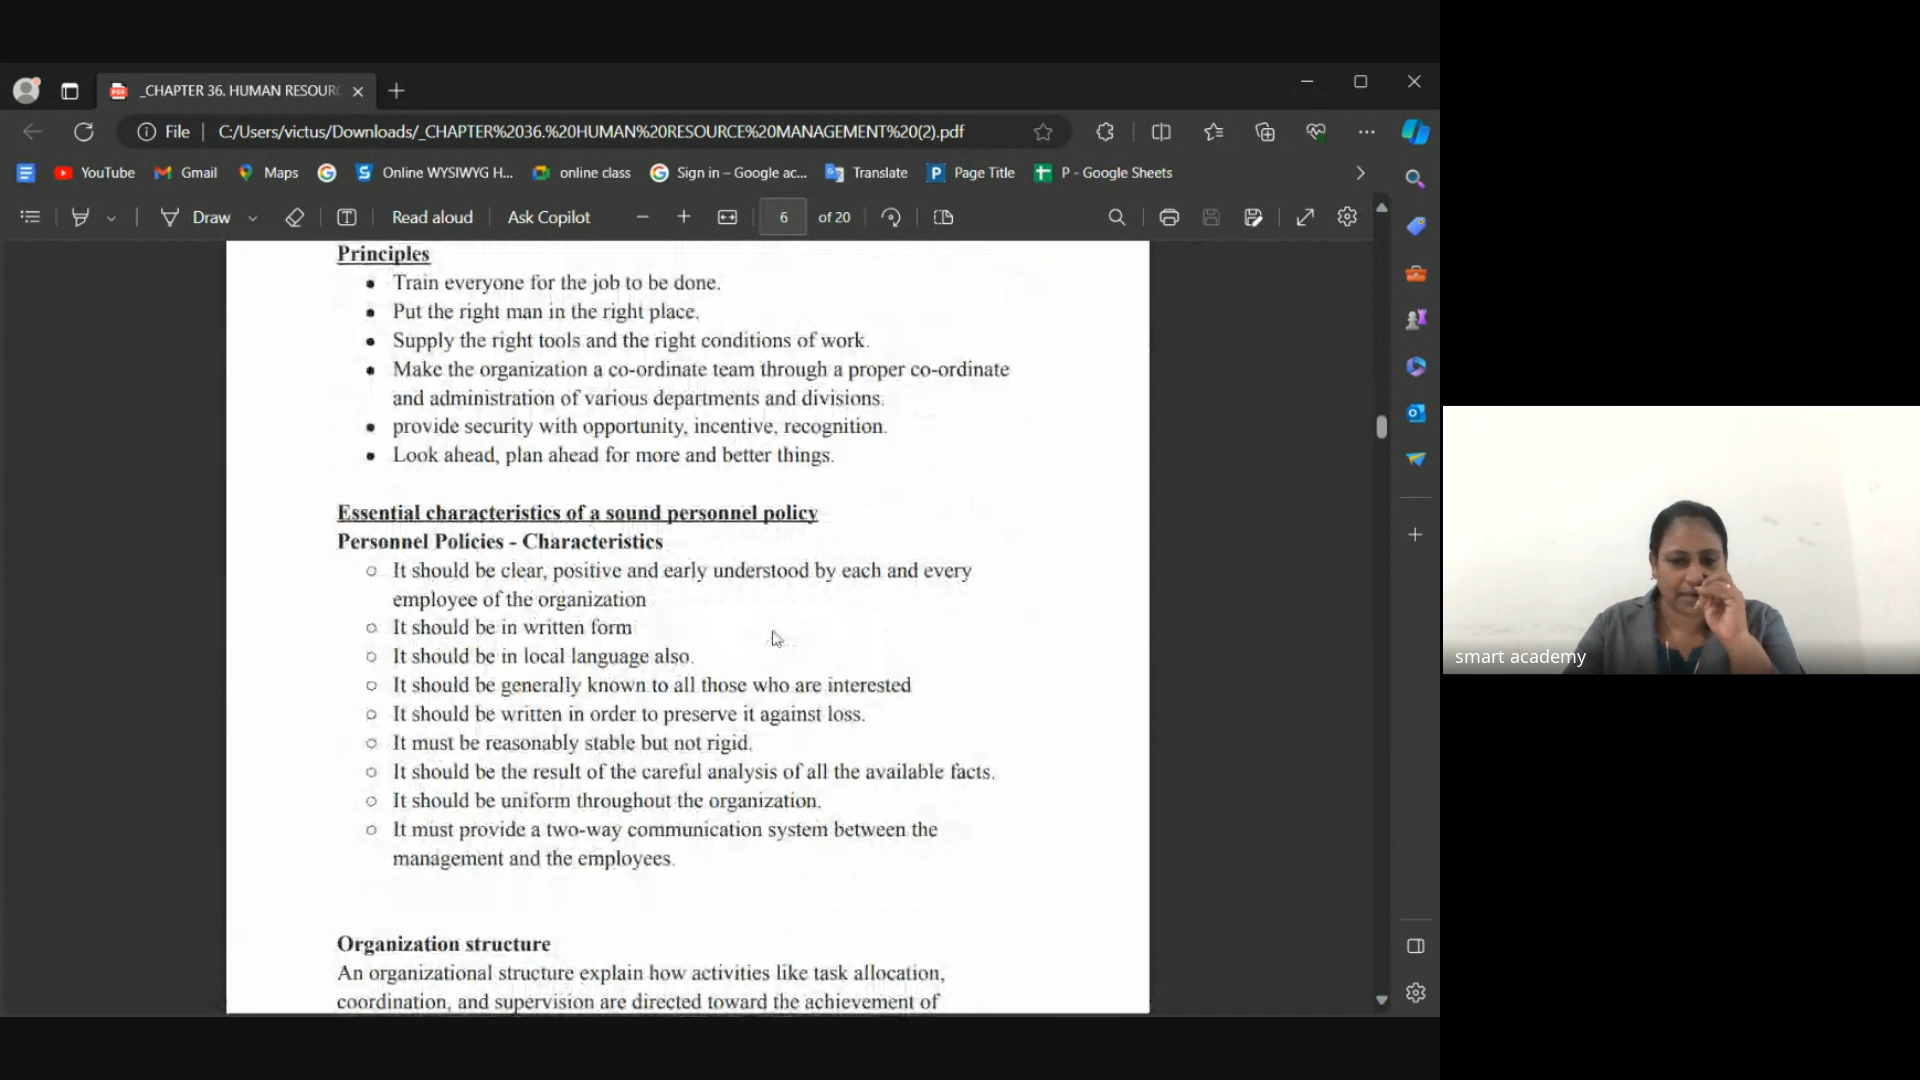 _CHAPTER 36. HUMAN RESOUR
File
C:/Users/victus/Downloads/_CHAPTER%2036.%20HUMAN%20RESOURCE%20MANAGEMENT%20(2).pdf
YouTube
Gmail
Maps
Online WYSIWYG H...
online class
Sign in – Google ac...
Translate
Page Title
P - Google Sheets
Draw
Read aloud
Ask Copilot
6
of 20
Principles
Train everyone for the job to be done.
Put the right man in the right place.
Supply the right tools and the right conditions of work.
Make the organization a co-ordinate team through a proper co-ordinate
and administration of various departments and divisions.
provide security with opportunity, incentive, recognition.
Look ahead, plan ahead for more and better things.
Essential characteristics of a sound personnel policy
Personnel Policies - Characteristics
It should be clear, positive and early understood by each and every
employee of the organization
It should be in written form
It should be in local language also.
It should be generally known to all those who are interested
It should be written in order to preserve it against loss.
It must be reasonably stable but not rigid.
It should be the result of the careful analysis of all the available facts.
It should be uniform throughout the organization.
It must provide a two-way communication system between the
management and the employees.
Organization structure
An organizational structure explain how activities like task allocation,
coordination, and supervision are directed toward the achievement of
smart academy